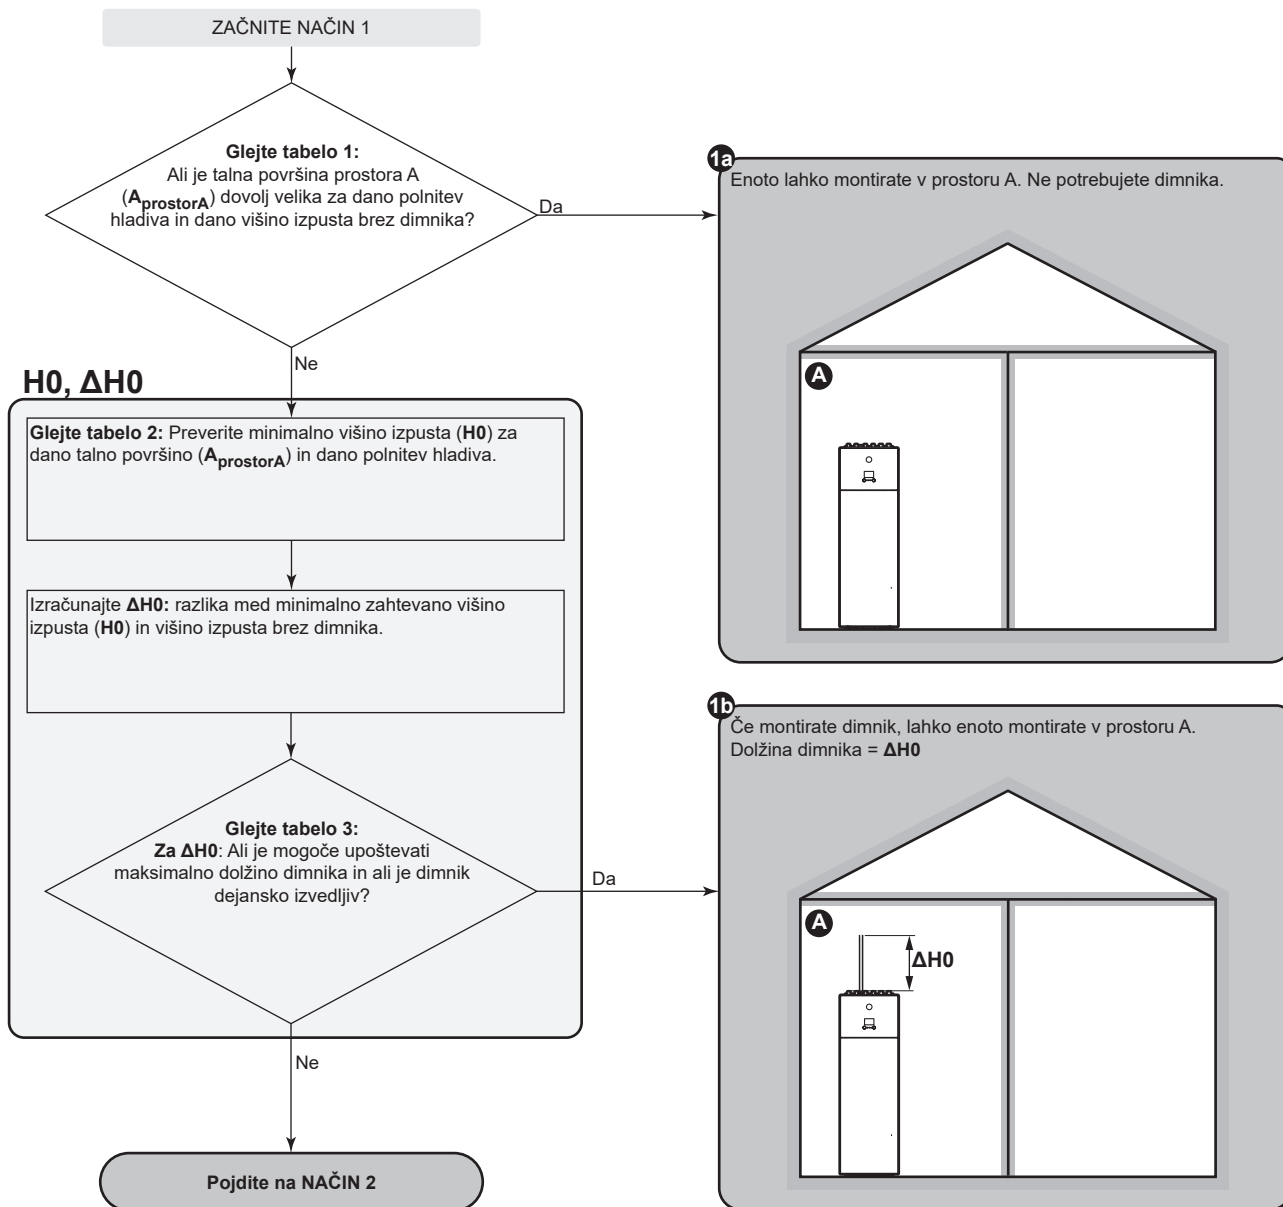 ZAČNITE NAČIN 1
Glejte tabelo 1:
Ali je talna površina prostora A
(AprostorA) dovolj velika za dano polnitev
hladiva in dano višino izpusta brez dimnika?
Da
Ne
1a
Enoto lahko montirate v prostoru A. Ne potrebujete dimnika.
A
H0, ΔH0
Glejte tabelo 2: Preverite minimalno višino izpusta (H0) za
dano talno površino (AprostorA) in dano polnitev hladiva.
Izračunajte ΔH0: razlika med minimalno zahtevano višino
izpusta (H0) in višino izpusta brez dimnika.
Glejte tabelo 3:
Za ΔH0: Ali je mogoče upoštevati
maksimalno dolžino dimnika in ali je dimnik
dejansko izvedljiv?
Da
Ne
1b
Če montirate dimnik, lahko enoto montirate v prostoru A.
Dolžina dimnika = ΔH0
A
ΔH0
Pojdite na NAČIN 2